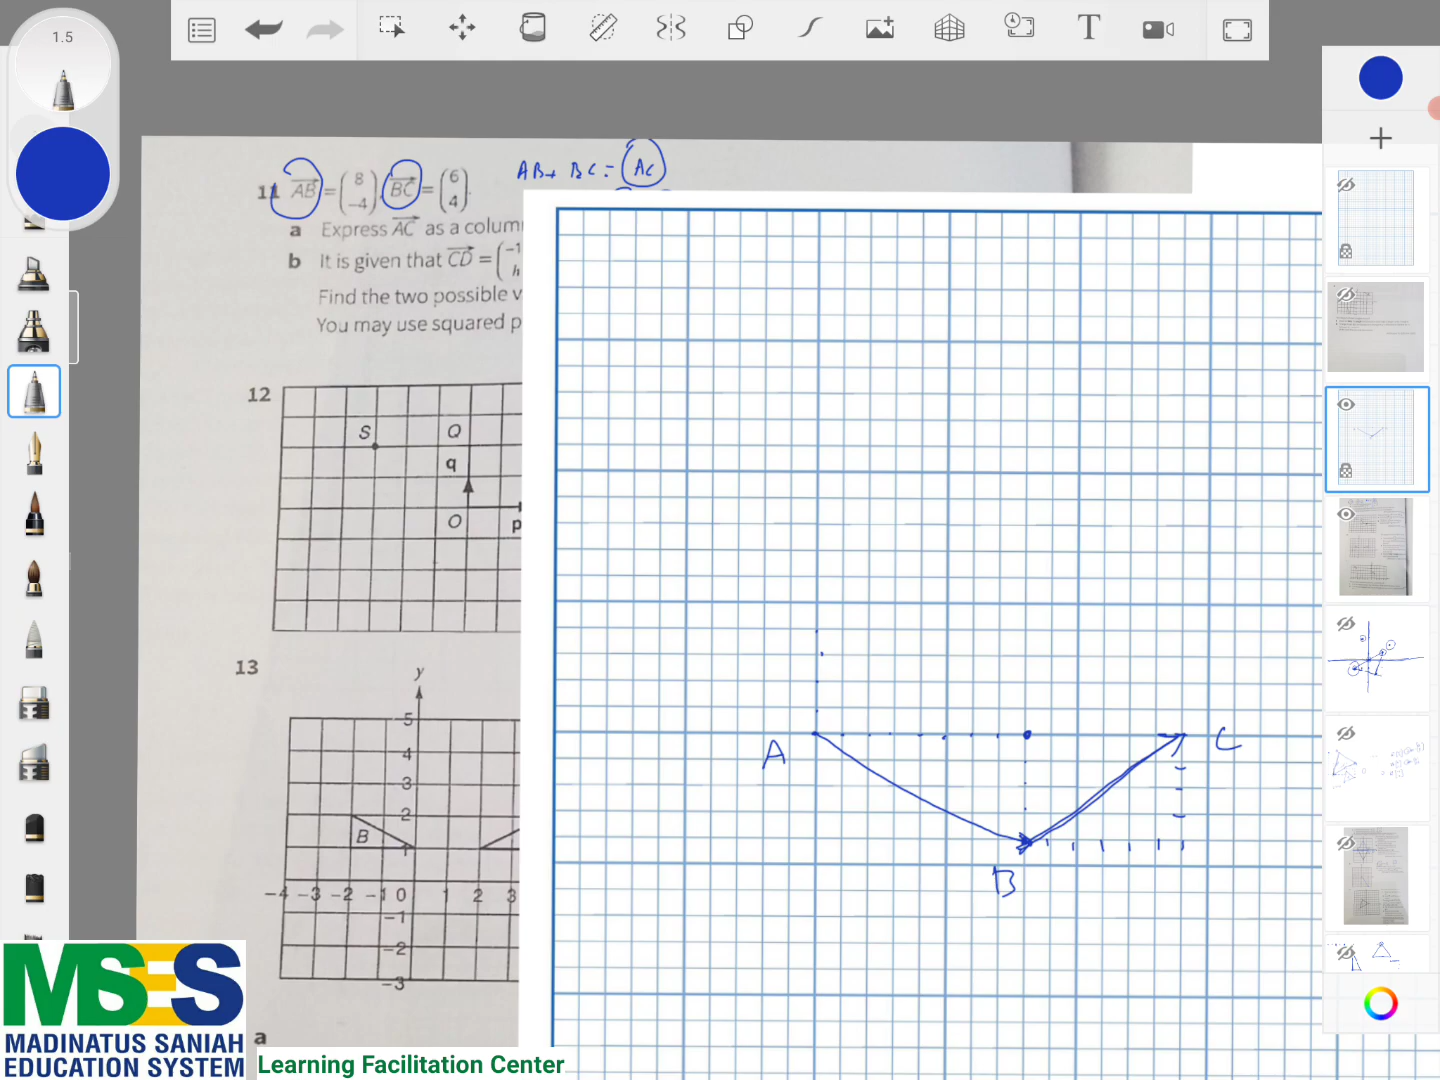 1.5
T
AB + BC = AC
11 AB = (8 -4), BC = (6 4).
a Express AC as a colum
b It is given that CD = (-1 h
Find the two possible v
You may use squared p
12
S Q
q
O p
13
y
5
4
3
2
B
1
-4 -3 -2 -1 0 1 2 3
-1
-2
-3
a
A
C
B
MSES
MADINATUS SANIAH
EDUCATION SYSTEM
Learning Facilitation Center